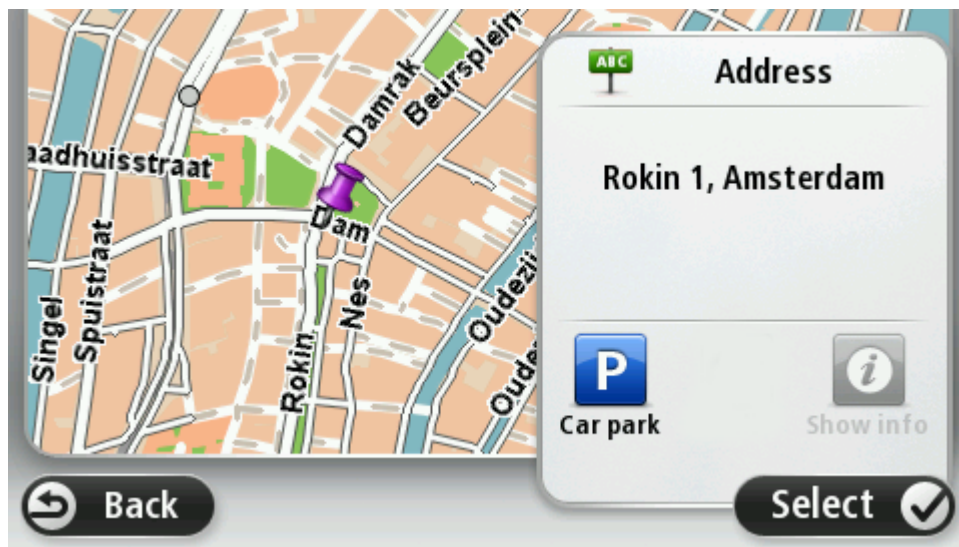 Damrak
Beursplein
aadhuisstraat
Dam
Spuistraat
Singel
Rokin
Nes
Oudezij
Oude
ABC
Address
Rokin 1, Amsterdam
P
Car park
i
Show info
Back
Select